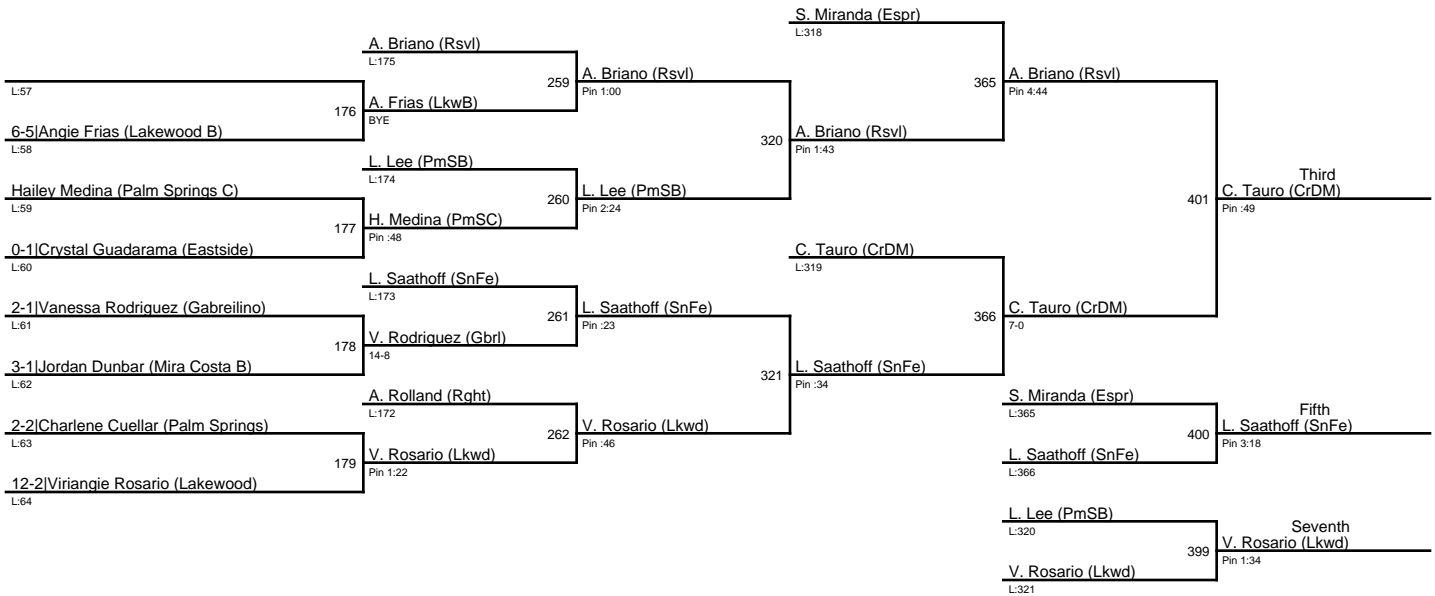 L:57
176
6-5|Angie Frias (Lakewood B)
L:58
Hailey Medina (Palm Springs C)
L:59
177
0-1|Crystal Guadarama (Eastside)
L:60
2-1|Vanessa Rodriguez (Gabreilino)
L:61
178
3-1|Jordan Dunbar (Mira Costa B)
L:62
2-2|Charlene Cuellar (Palm Springs)
L:63
179
12-2|Viriangie Rosario (Lakewood)
L:64
A. Briano (Rsvl)
L:175
259
A. Frias (LkwB)
BYE
L. Lee (PmSB)
L:174
260
H. Medina (PmSC)
Pin :48
L. Saathoff (SnFe)
L:173
261
V. Rodriguez (Gbrl)
14-8
A. Rolland (Rght)
L:172
262
V. Rosario (Lkwd)
Pin 1:22
A. Briano (Rsvl)
Pin 1:00
320
L. Lee (PmSB)
Pin 2:24
L. Saathoff (SnFe)
Pin :23
321
V. Rosario (Lkwd)
Pin :46
S. Miranda (Espr)
L:318
365
A. Briano (Rsvl)
Pin 1:43
C. Tauro (CrDM)
L:319
366
L. Saathoff (SnFe)
Pin :34
A. Briano (Rsvl)
Pin 4:44
401
C. Tauro (CrDM)
7-0
Third
C. Tauro (CrDM)
Pin :49
S. Miranda (Espr)
L:365
400
L. Saathoff (SnFe)
L:366
Fifth
L. Saathoff (SnFe)
Pin 3:18
L. Lee (PmSB)
L:320
399
V. Rosario (Lkwd)
L:321
Seventh
V. Rosario (Lkwd)
Pin 1:34